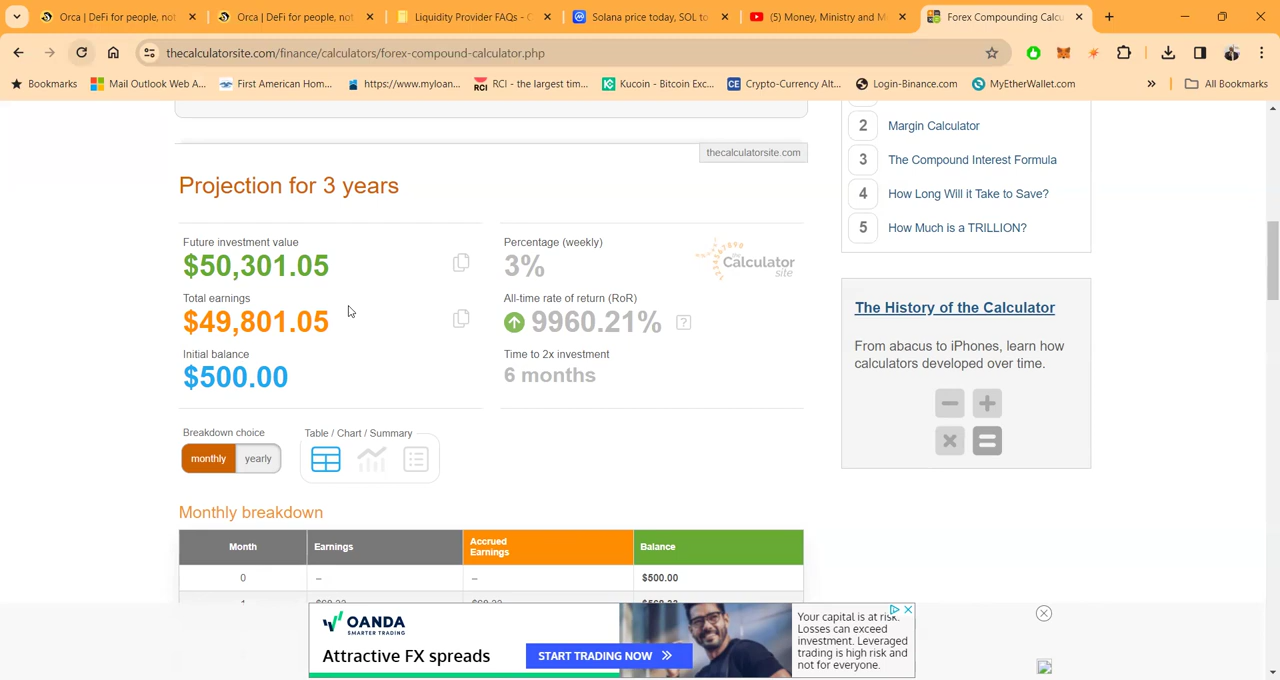 Orca | DeFi for people, not
Orca | DeFi for people, not
Liquidity Provider FAQs - C
Solana price today, SOL to
(5) Money, Ministry and M
Forex Compounding Calcu
thecalculatorsite.com/finance/calculators/forex-compound-calculator.php
Bookmarks
Mail Outlook Web A...
First American Hom...
https://www.myloan...
RCI - the largest tim...
Kucoin - Bitcoin Exc...
Crypto-Currency Alt...
Login-Binance.com
MyEtherWallet.com
»
All Bookmarks
thecalculatorsite.com
Projection for 3 years
Future investment value
$50,301.05
Total earnings
$49,801.05
Initial balance
$500.00
Percentage (weekly)
3%
All-time rate of return (RoR)
9960.21% ?
Time to 2x investment
6 months
the
Calculator
site
Breakdown choice
monthly yearly
Table / Chart / Summary
Monthly breakdown
Month Earnings Accrued Earnings Balance
0 – – $500.00
2 Margin Calculator
3 The Compound Interest Formula
4 How Long Will it Take to Save?
5 How Much is a TRILLION?
The History of the Calculator
From abacus to iPhones, learn how
calculators developed over time.
OANDA
SMARTER TRADING
Attractive FX spreads
START TRADING NOW »
Your capital is at risk.
Losses can exceed
investment. Leveraged
trading is high risk and
not for everyone.